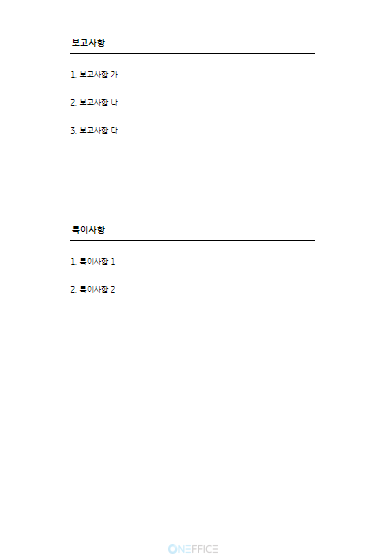 보고사항
1. 보고사항 가
2. 보고사항 나
3. 보고사항 다
특이사항
1. 특이사항 1
2. 특이사항 2
ONEFFICE